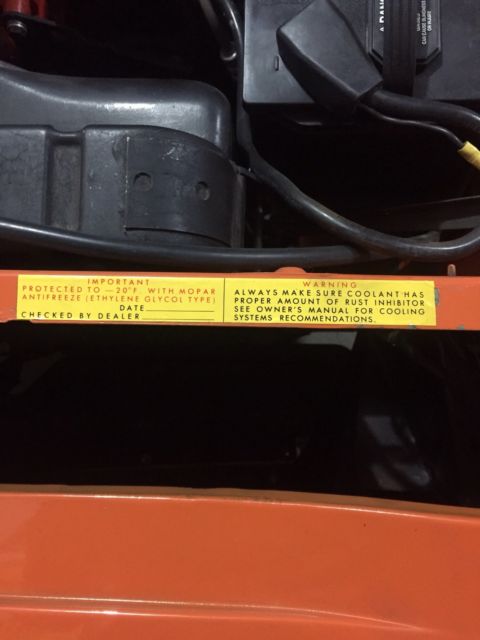 IMPORTANT
PROTECTED TO -20°F. WITH MOPAR
ANTIFREEZE (ETHYLENE GLYCOL TYPE)
DATE
CHECKED BY DEALER
WARNING
ALWAYS MAKE SURE COOLANT HAS
PROPER AMOUNT OF RUST INHIBITOR
SEE OWNER'S MANUAL FOR COOLING
SYSTEMS RECOMMENDATIONS.